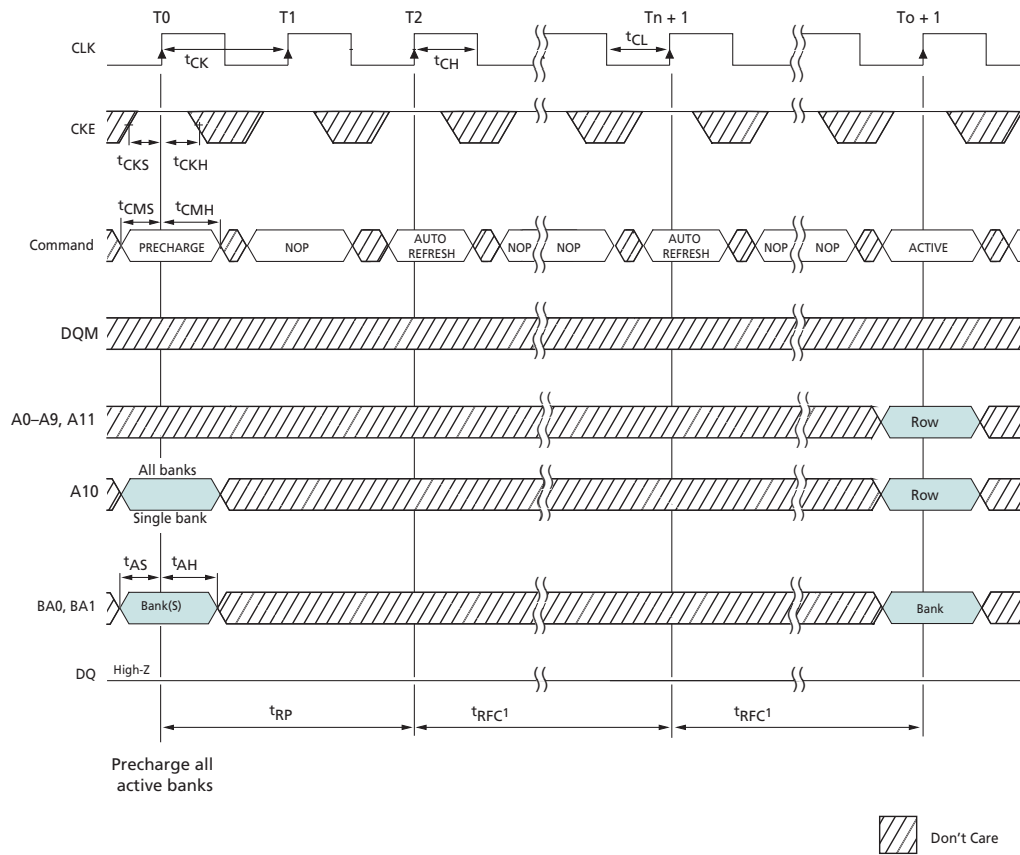 T0 T1 T2 Tn + 1 To + 1
CLK
tCK tCH tCL
CKE
tCKS tCKH
tCMS tCMH
Command PRECHARGE NOP AUTO REFRESH NOP NOP AUTO REFRESH NOP NOP ACTIVE
DQM
A0–A9, A11 Row
All banks
A10 Row
Single bank
tAS tAH
BA0, BA1 Bank(S) Bank
DQ High-Z
tRP tRFC1 tRFC1
Precharge all
active banks
Don't Care